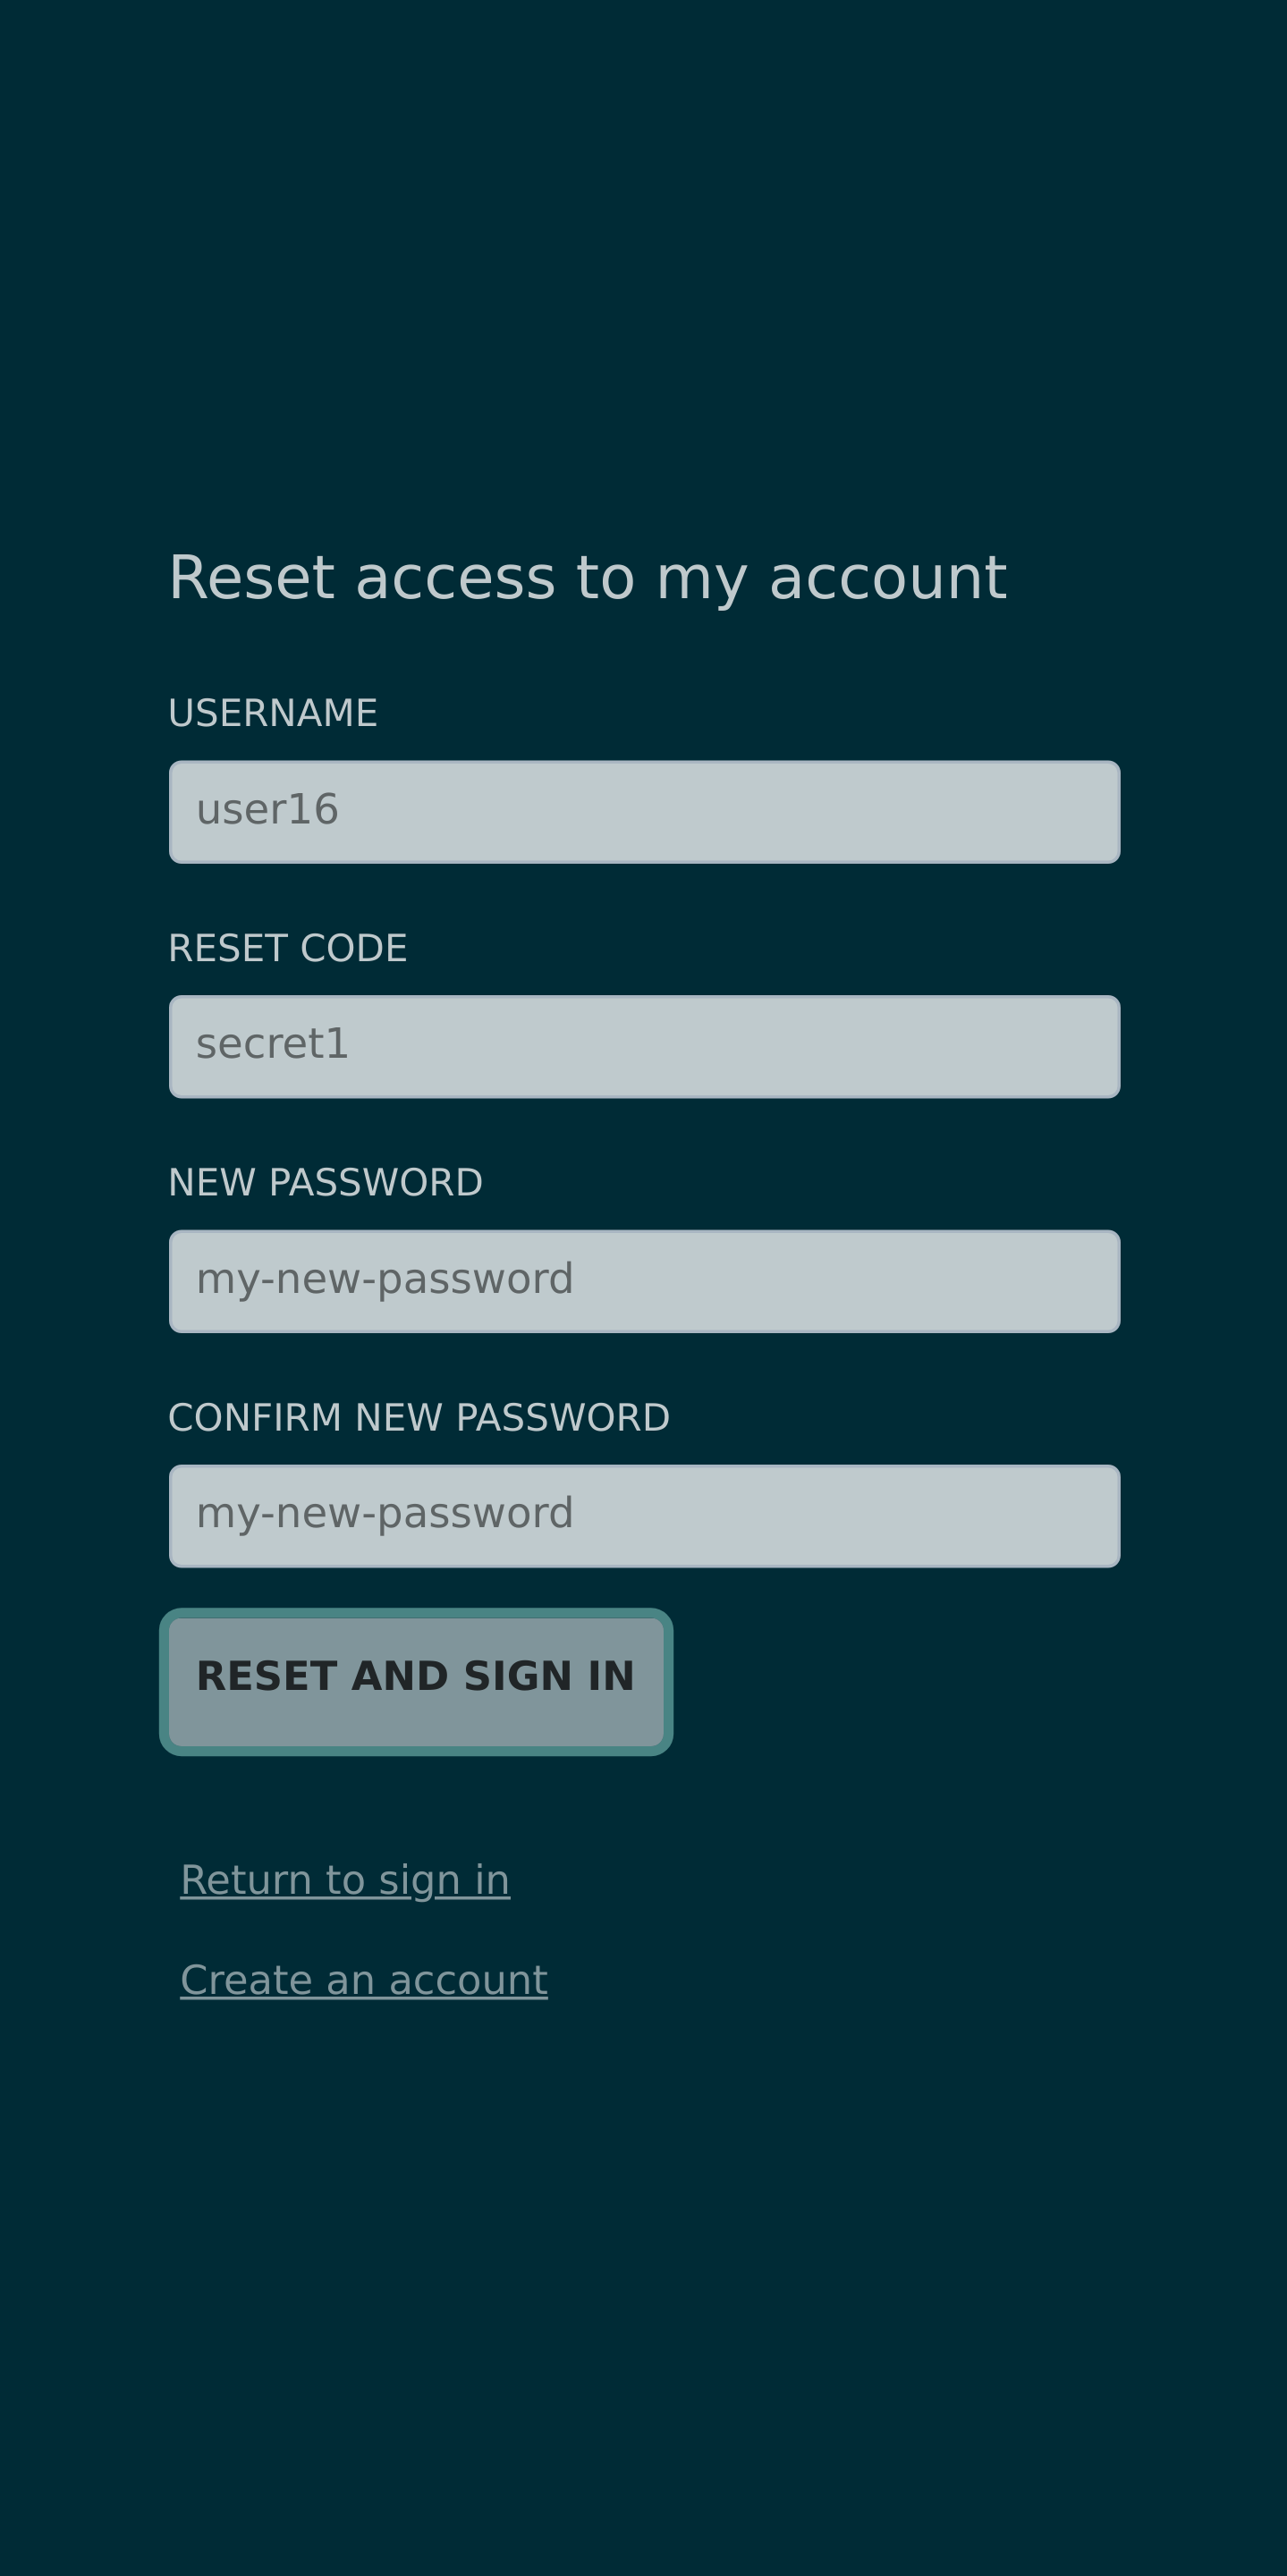 Reset access to my account
USERNAME
user16
RESET CODE
secret1
NEW PASSWORD
my-new-password
CONFIRM NEW PASSWORD
my-new-password
RESET AND SIGN IN
Return to sign in
Create an account